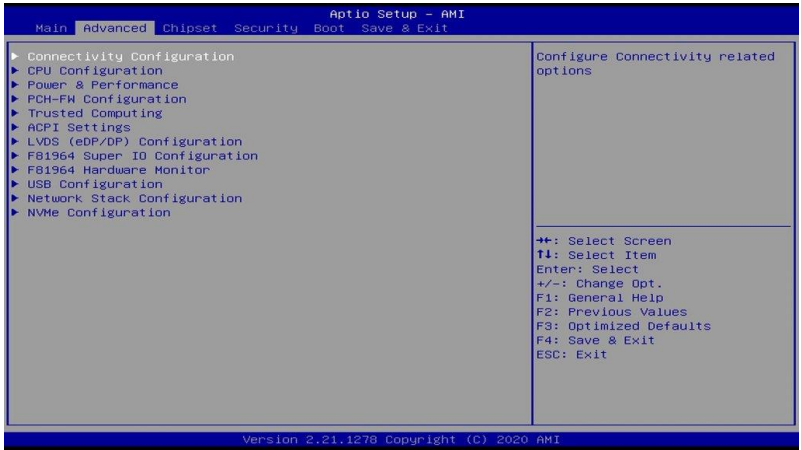 Aptio Setup – AMI
Main Advanced Chipset Security Boot Save & Exit
▶ Connectivity Configuration
▶ CPU Configuration
▶ Power & Performance
▶ PCH-FW Configuration
▶ Trusted Computing
▶ ACPI Settings
▶ LVDS (eDP/DP) Configuration
▶ F81964 Super IO Configuration
▶ F81964 Hardware Monitor
▶ USB Configuration
▶ Network Stack Configuration
▶ NVMe Configuration
Configure Connectivity related
options
→←: Select Screen
↑↓: Select Item
Enter: Select
+/-: Change Opt.
F1: General Help
F2: Previous Values
F3: Optimized Defaults
F4: Save & Exit
ESC: Exit
Version 2.21.1278 Copyright (C) 2020 AMI